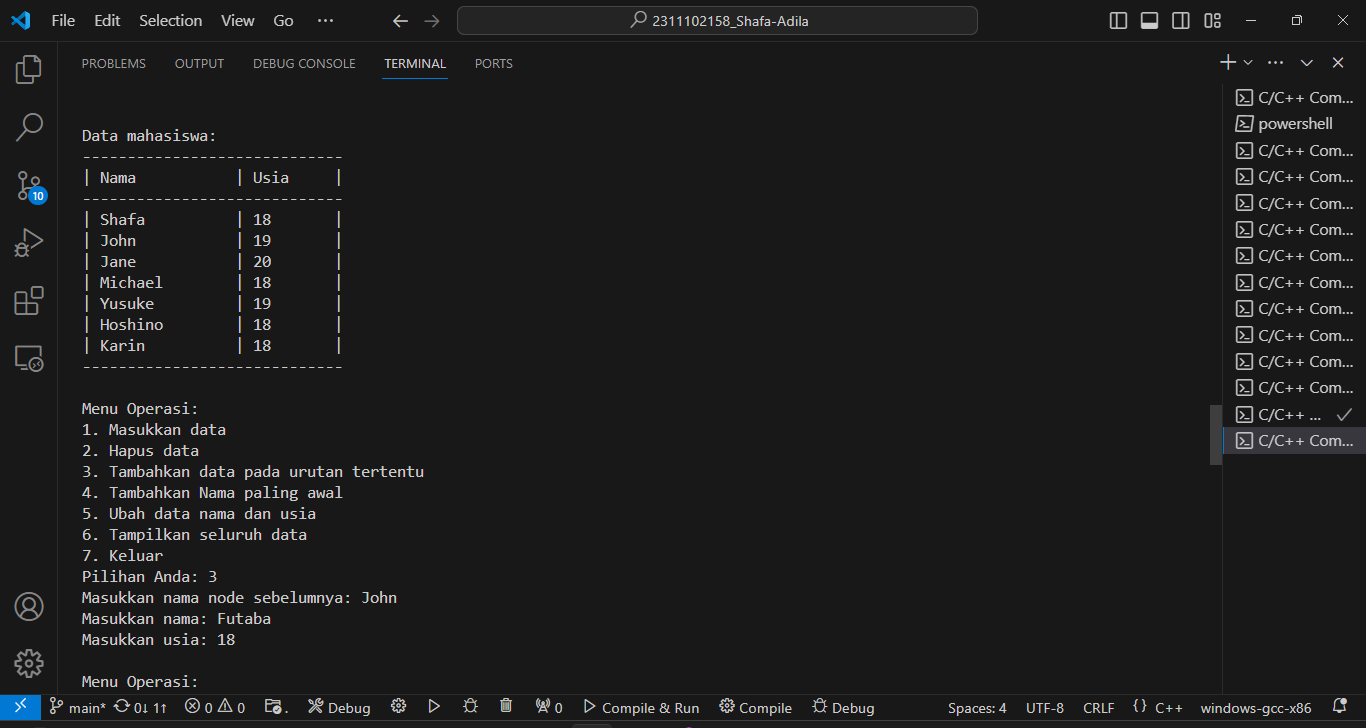 File Edit Selection View Go ··· 2311102158_Shafa-Adila
PROBLEMS OUTPUT DEBUG CONSOLE TERMINAL PORTS
Data mahasiswa:
-----------------------------
| Nama | Usia |
-----------------------------
| Shafa | 18 |
| John | 19 |
| Jane | 20 |
| Michael | 18 |
| Yusuke | 19 |
| Hoshino | 18 |
| Karin | 18 |
-----------------------------
Menu Operasi:
1. Masukkan data
2. Hapus data
3. Tambahkan data pada urutan tertentu
4. Tambahkan Nama paling awal
5. Ubah data nama dan usia
6. Tampilkan seluruh data
7. Keluar
Pilihan Anda: 3
Masukkan nama node sebelumnya: John
Masukkan nama: Futaba
Masukkan usia: 18
Menu Operasi:
C/C++ Com...
powershell
C/C++ Com...
C/C++ Com...
C/C++ Com...
C/C++ Com...
C/C++ Com...
C/C++ Com...
C/C++ Com...
C/C++ Com...
C/C++ Com...
C/C++ Com...
C/C++ ...
C/C++ Com...
10
main* 0↓ 1↑ 0 0 . Debug 0 Compile & Run Compile Debug Spaces: 4 UTF-8 CRLF {} C++ windows-gcc-x86